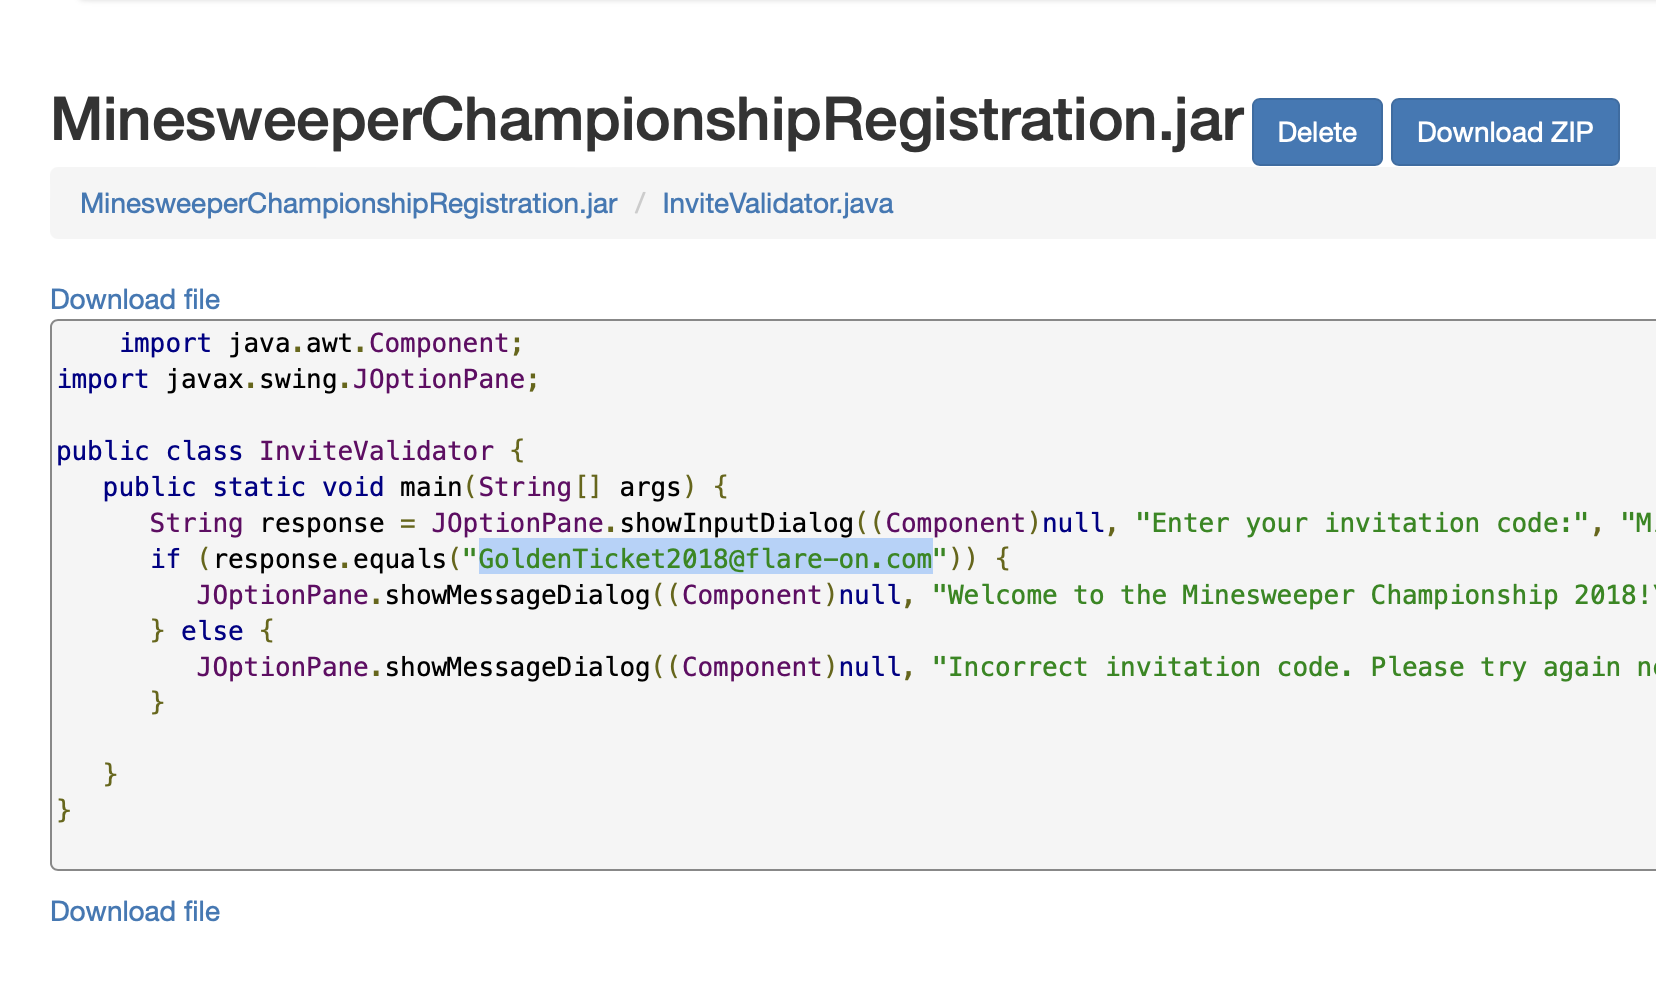 MinesweeperChampionshipRegistration.jar Delete Download ZIP
MinesweeperChampionshipRegistration.jar / InviteValidator.java
Download file
import java.awt.Component;
import javax.swing.JOptionPane;
public class InviteValidator {
public static void main(String[] args) {
String response = JOptionPane.showInputDialog((Component)null, "Enter your invitation code:", "M
if (response.equals("GoldenTicket2018@flare-on.com")) {
JOptionPane.showMessageDialog((Component)null, "Welcome to the Minesweeper Championship 2018!
} else {
JOptionPane.showMessageDialog((Component)null, "Incorrect invitation code. Please try again
}
}
}
Download file